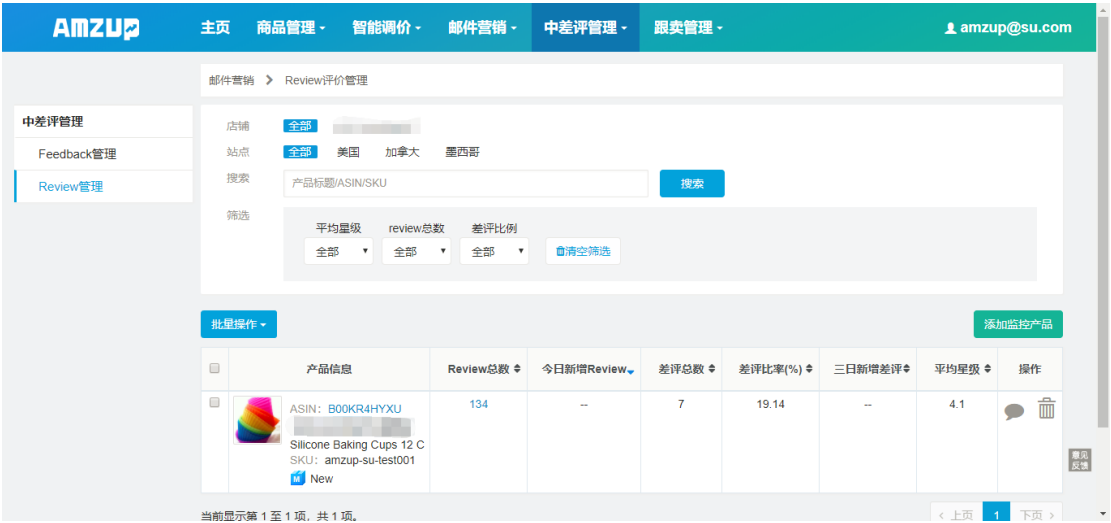 AMZUP 主页 商品管理 智能调价 邮件营销 中差评管理 跟卖管理 amzup@su.com
邮件营销 > Review评价管理
中差评管理
Feedback管理
Review管理
店铺 全部
站点 全部 美国 加拿大 墨西哥
搜索 产品标题/ASIN/SKU 搜索
筛选
平均星级 review总数 差评比例
全部 全部 全部 清空筛选
批量操作 添加监控产品
产品信息 Review总数 今日新增Review 差评总数 差评比率(%) 三日新增差评 平均星级 操作
ASIN: B00KR4HYXU 134 -- 7 19.14 -- 4.1
Silicone Baking Cups 12 C
SKU: amzup-su-test001
M New
意见
反馈
当前显示第 1 至 1 项, 共 1 项。 < 上页 1 下页 >